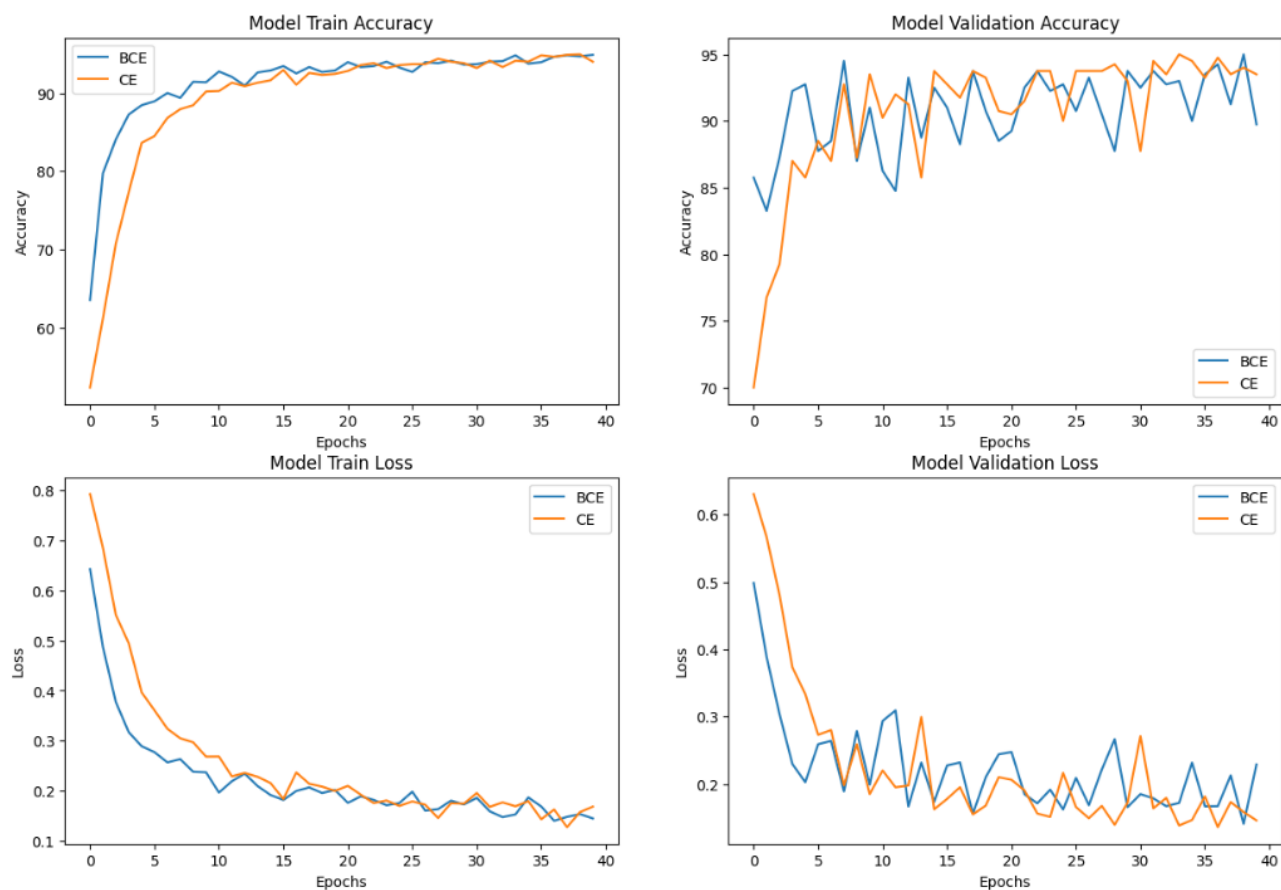 Model Train Accuracy
BCE
CE
90
80
70
60
Accuracy
0 5 10 15 20 25 30 35 40
Epochs
Model Validation Accuracy
95
90
85
80
75
70
Accuracy
BCE
CE
0 5 10 15 20 25 30 35 40
Epochs
Model Train Loss
BCE
CE
0.8
0.7
0.6
0.5
0.4
0.3
0.2
0.1
Loss
0 5 10 15 20 25 30 35 40
Epochs
Model Validation Loss
BCE
CE
0.6
0.5
0.4
0.3
0.2
Loss
0 5 10 15 20 25 30 35 40
Epochs